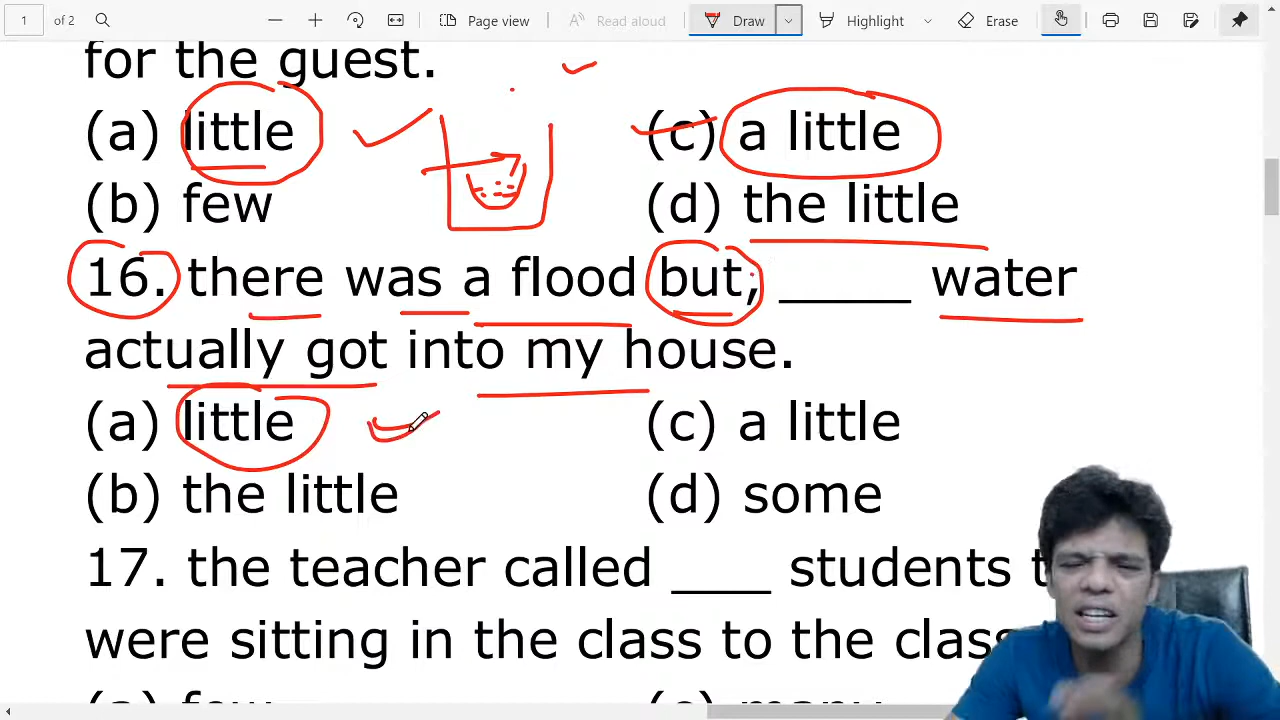 1 of 2 Page view Read aloud Draw Highlight Erase
for the guest.
(a) little (c) a little
(b) few (d) the little
16. there was a flood but, ____ water
actually got into my house.
(a) little (c) a little
(b) the little (d) some
17. the teacher called ___ students
were sitting in the class to the